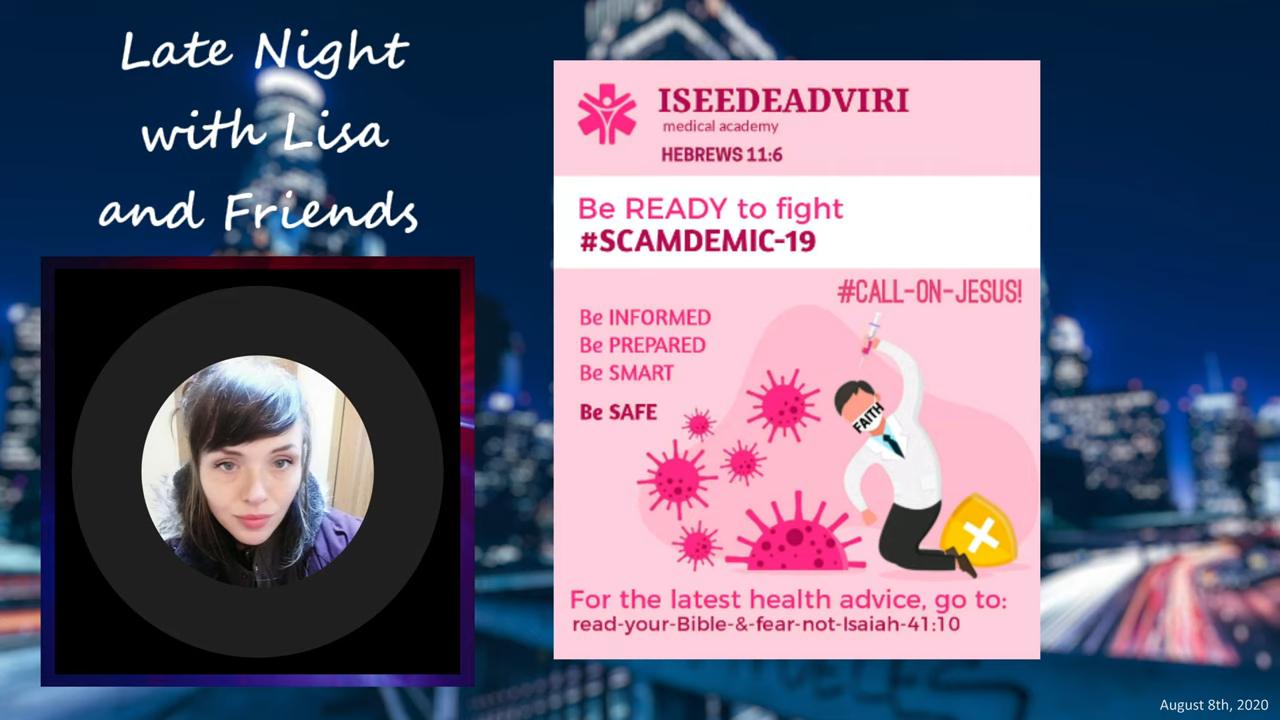 Late Night
with Lisa
and Friends
ISEEDEADVIRI
medical academy
HEBREWS 11:6
Be READY to fight
#SCAMDEMIC-19
#CALL-ON-JESUS!
Be INFORMED
Be PREPARED
Be SMART
Be SAFE
FAITH
For the latest health advice, go to:
read-your-Bible-&-fear-not-Isaiah-41:10
August 8th, 2020